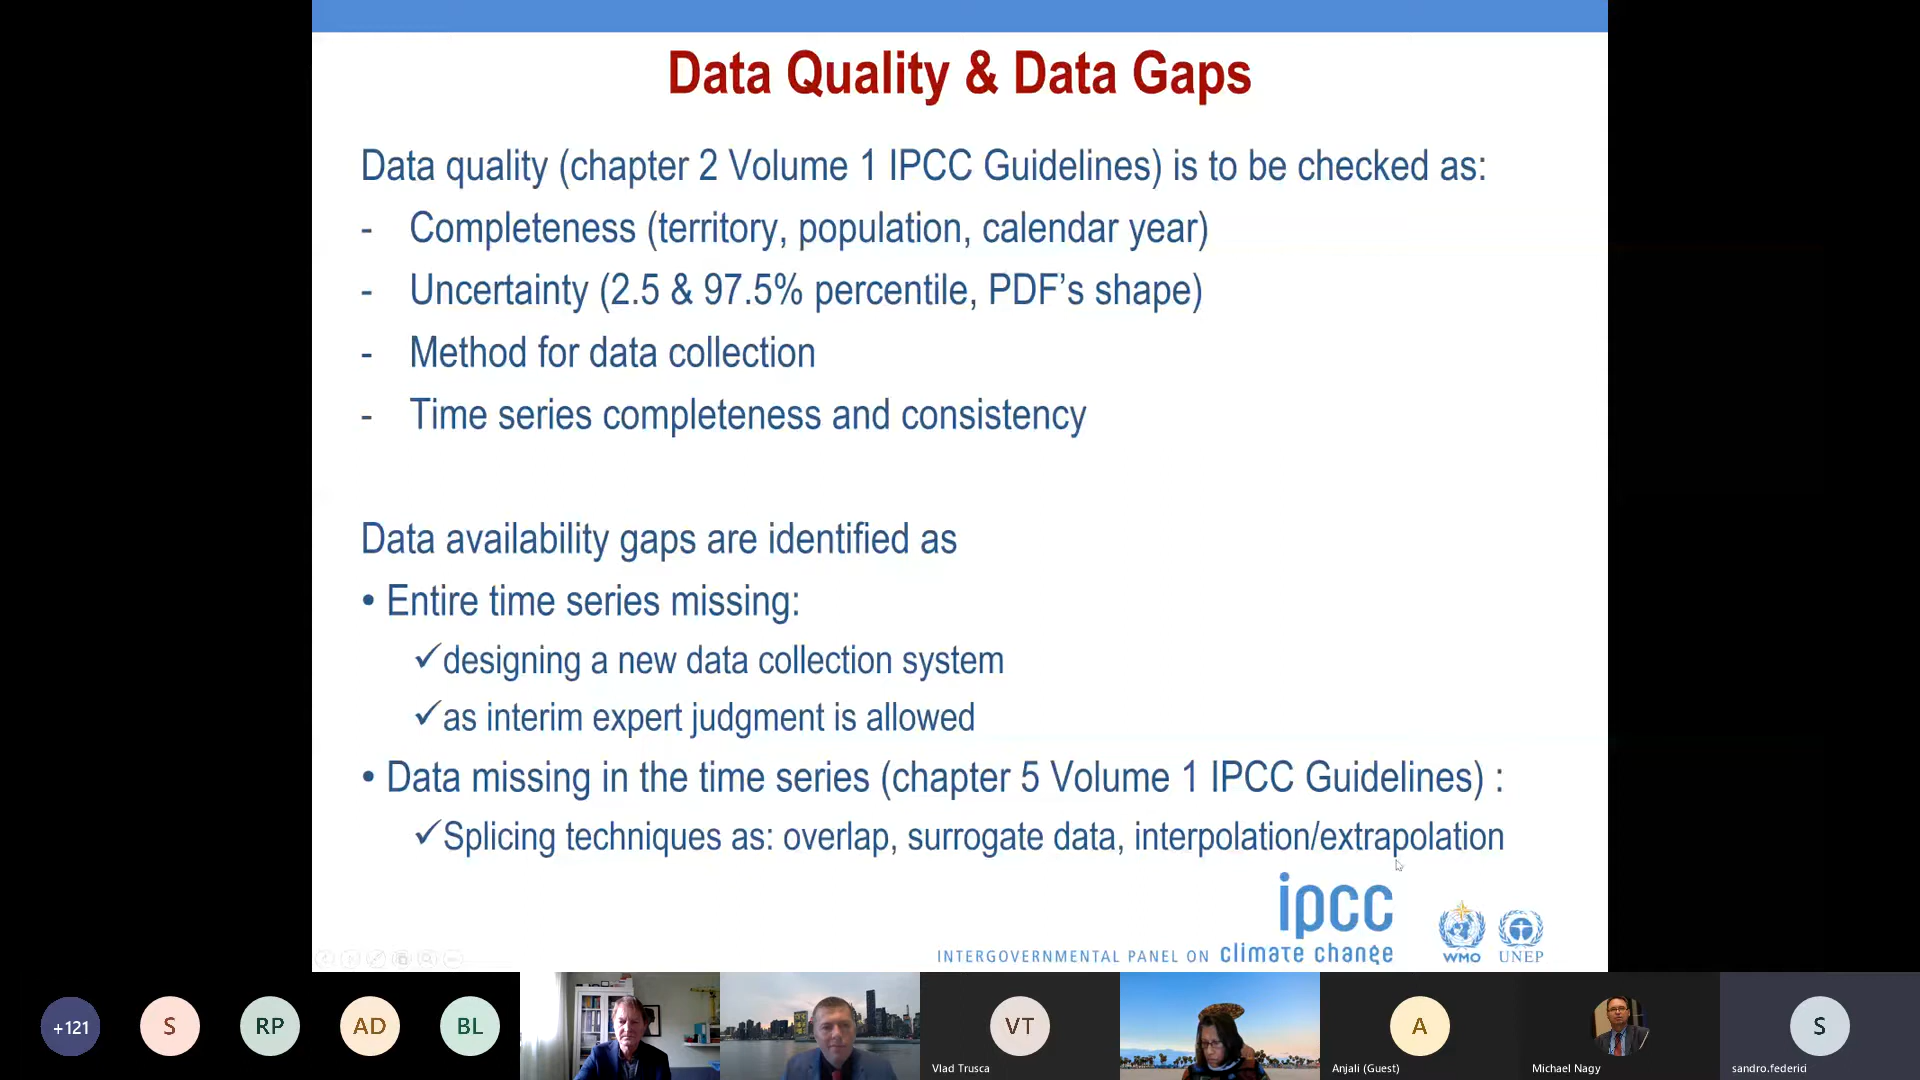 Data Quality & Data Gaps
Data quality (chapter 2 Volume 1 IPCC Guidelines) is to be checked as:
- Completeness (territory, population, calendar year)
- Uncertainty (2.5 & 97.5% percentile, PDF’s shape)
- Method for data collection
- Time series completeness and consistency
Data availability gaps are identified as
• Entire time series missing:
✓designing a new data collection system
✓as interim expert judgment is allowed
• Data missing in the time series (chapter 5 Volume 1 IPCC Guidelines) :
✓Splicing techniques as: overlap, surrogate data, interpolation/extrapolation
ipcc
INTERGOVERNMENTAL PANEL ON climate change
WMO
UNEP
+121
S
RP
AD
BL
VT
Vlad Trusca
A
Anjali (Guest)
Michael Nagy
S
sandro.federici